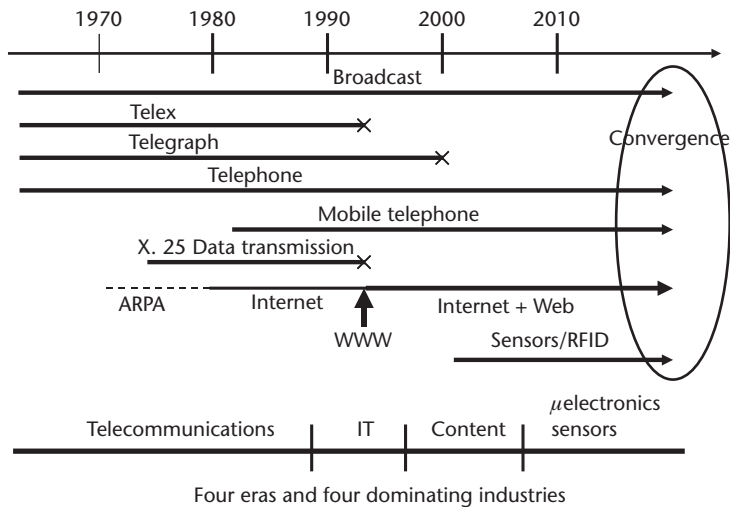 1970 1980 1990 2000 2010
Broadcast
Telex
Convergence
Telegraph
Telephone
Mobile telephone
X. 25 Data transmission
ARPA Internet Internet + Web
WWW
Sensors/RFID
Telecommunications IT Content μelectronics
sensors
Four eras and four dominating industries